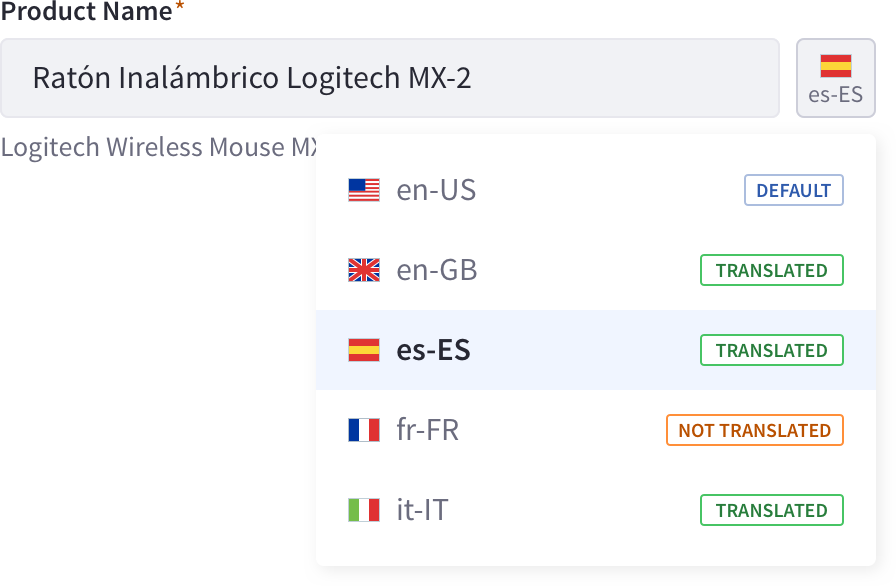 Product Name*
Ratón Inalámbrico Logitech MX-2
es-ES
Logitech Wireless Mouse MX
en-US DEFAULT
en-GB TRANSLATED
es-ES TRANSLATED
fr-FR NOT TRANSLATED
it-IT TRANSLATED